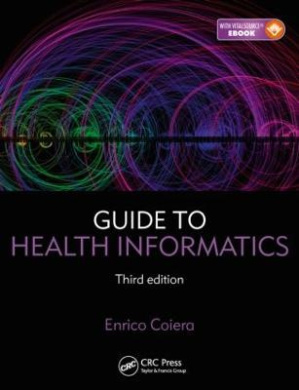 WITH VITALSOURCE®
EBOOK
GUIDE TO
HEALTH INFORMATICS
Third edition
Enrico Coiera
CRC Press
Taylor & Francis Group